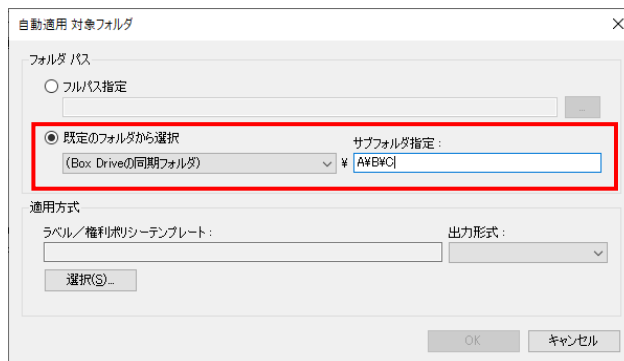 自動適用 対象フォルダ
フォルダ パス
フルパス指定
...
既定のフォルダから選択
サブフォルダ指定：
(Box Driveの同期フォルダ)
¥
A¥B¥C
適用方式
ラベル／権利ポリシーテンプレート：
出力形式：
選択(S)...
OK
キャンセル